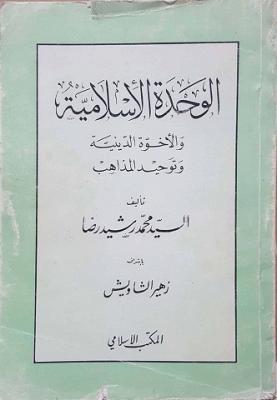 الوحدة الإسلامية
والأخوة الدينية
وتوحيد المذاهب
تأليف
السيد محمد رشيد رضا
بإشراف
زهير الشاويش
المكتب الإسلامي